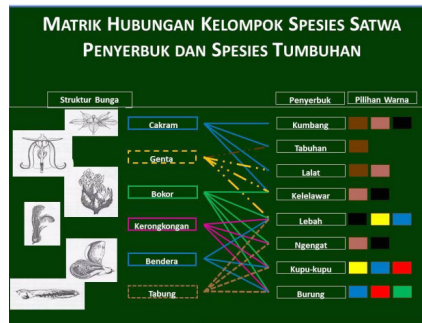 MATRIK HUBUNGAN KELOMPOK SPESIES SATWA
PENYERBUK DAN SPESIES TUMBUHAN
Struktur Bunga
Penyerbuk
Pilihan Warna
Cakram
Kumbang
Genta
Tabuhan
Lalat
Bokor
Kelelawar
Kerongkongan
Lebah
Ngengat
Bendera
Kupu-kupu
Tabung
Burung